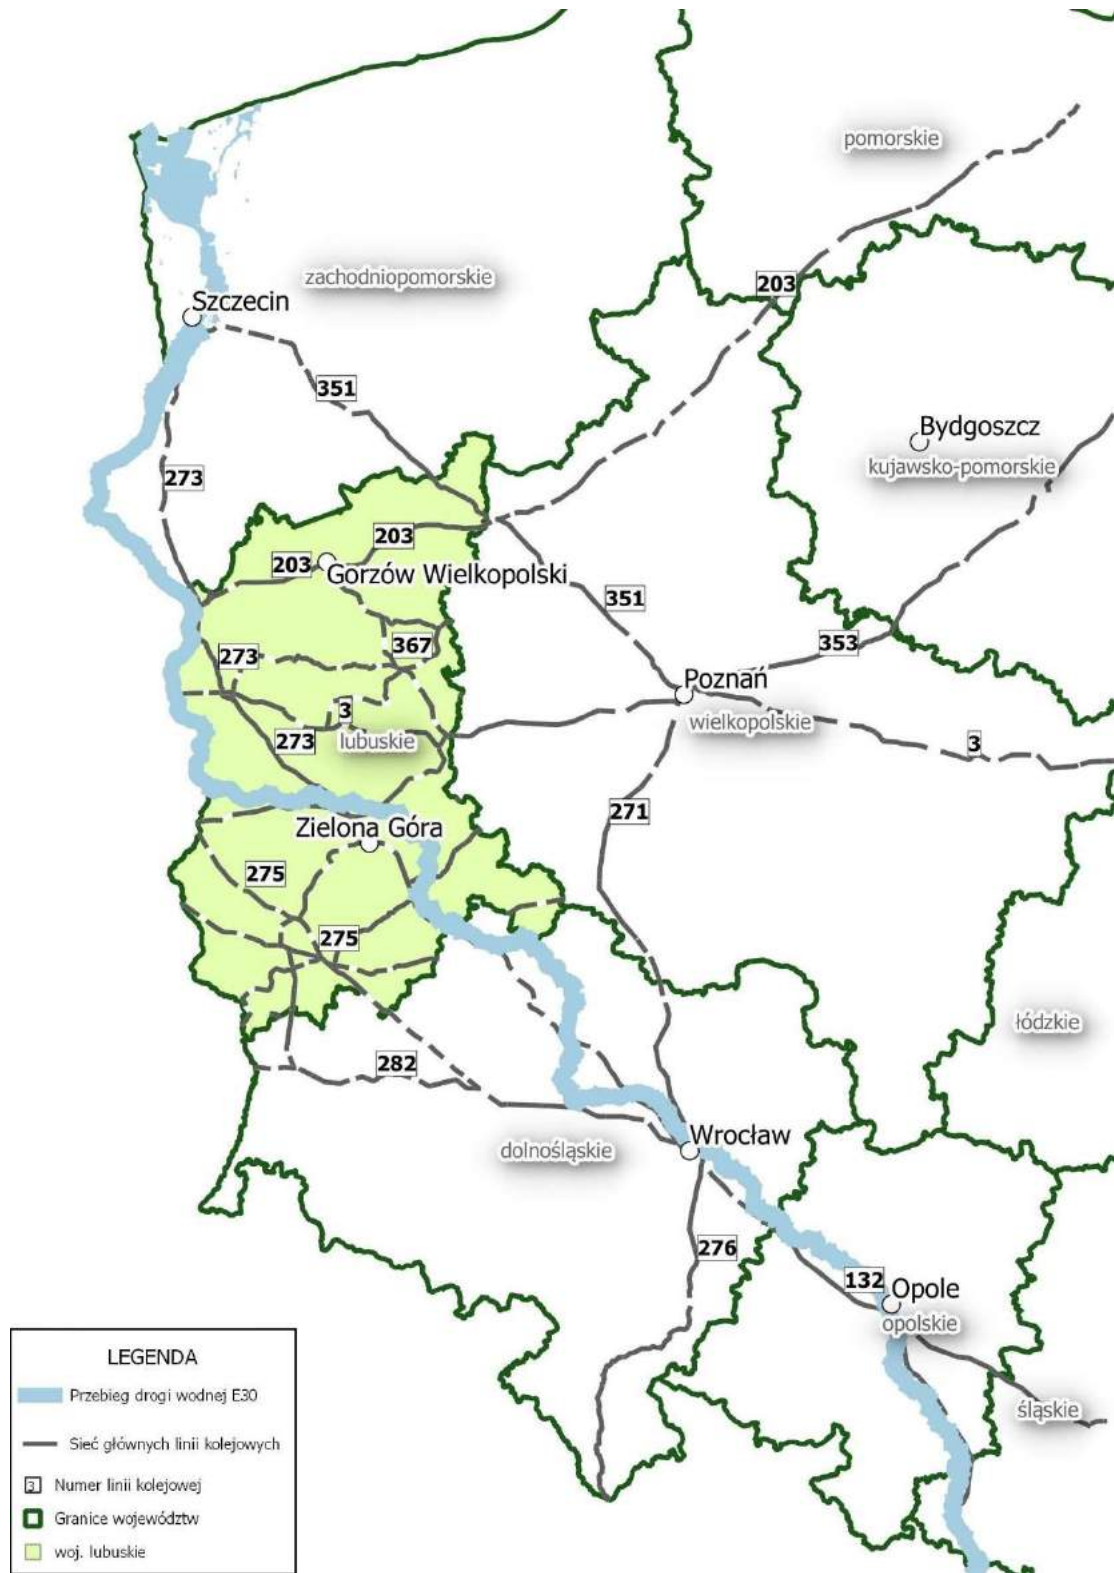 pomorskie
zachodniopomorskie
203
Szczecin
351
Bydgoszcz
kujawsko-pomorskie
273
203
203
Gorzów Wielkopolski
351
367
353
273
Poznań
3
wielkopolskie
273
lubuskie
3
271
Zielona Góra
275
275
łódzkie
282
Wrocław
dolnośląskie
276
132
Opole
opolskie
śląskie
LEGENDA
Przebieg drogi wodnej E30
Sieć głównych linii kolejowych
3 Numer linii kolejowej
Granice województw
woj. lubuskie